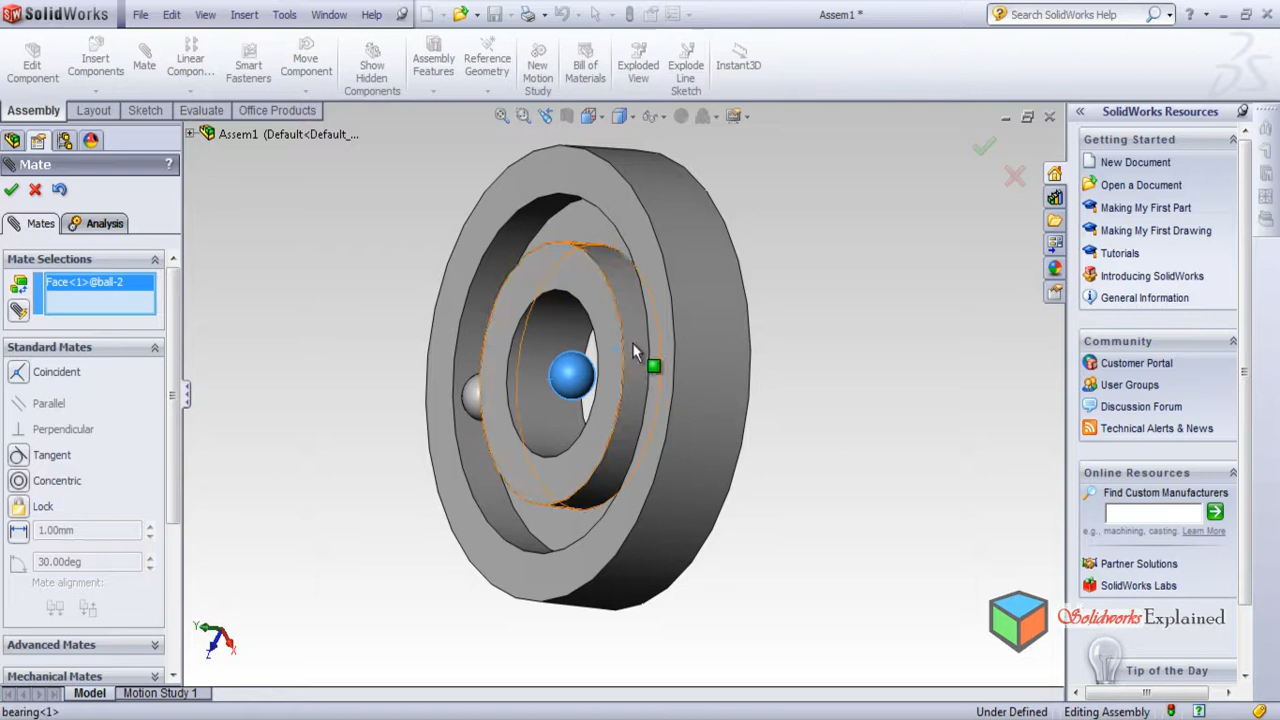 SolidWorks
File Edit View Insert Tools Window Help
Assem1 *
Search SolidWorks Help
Edit Component
Insert Components
Mate
Linear Compon...
Smart Fasteners
Move Component
Show Hidden Components
Assembly Features
Reference Geometry
New Motion Study
Bill of Materials
Exploded View
Explode Line Sketch
Instant3D
Assembly Layout Sketch Evaluate Office Products
Assem1 (Default<Default_...
Mate ?
Mates Analysis
Mate Selections
Face<1>@ball-2
Standard Mates
Coincident
Parallel
Perpendicular
Tangent
Concentric
Lock
1.00mm
30.00deg
Mate alignment:
Advanced Mates
Mechanical Mates
Y
Z
X
SolidWorks Resources
Getting Started
New Document
Open a Document
Making My First Part
Making My First Drawing
Tutorials
Introducing SolidWorks
General Information
Community
Customer Portal
User Groups
Discussion Forum
Technical Alerts & News
Online Resources
Find Custom Manufacturers
e.g., machining, casting. Learn More
Partner Solutions
SolidWorks Labs
Solidworks Explained
Tip of the Day
Model Motion Study 1
bearing<1>
Under Defined Editing Assembly